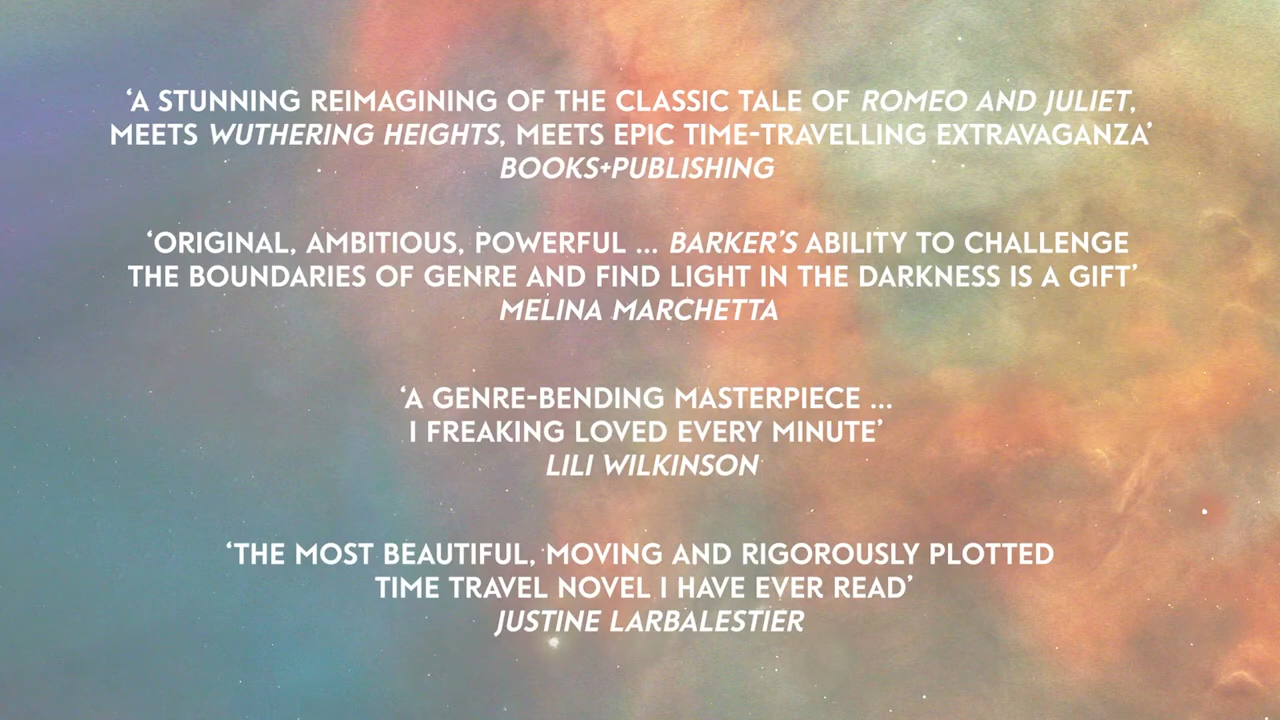 ‘A STUNNING REIMAGINING OF THE CLASSIC TALE OF ROMEO AND JULIET,
MEETS WUTHERING HEIGHTS, MEETS EPIC TIME-TRAVELLING EXTRAVAGANZA’
BOOKS+PUBLISHING
‘ORIGINAL, AMBITIOUS, POWERFUL ... BARKER’S ABILITY TO CHALLENGE
THE BOUNDARIES OF GENRE AND FIND LIGHT IN THE DARKNESS IS A GIFT’
MELINA MARCHETTA
‘A GENRE-BENDING MASTERPIECE ...
I FREAKING LOVED EVERY MINUTE’
LILI WILKINSON
‘THE MOST BEAUTIFUL, MOVING AND RIGOROUSLY PLOTTED
TIME TRAVEL NOVEL I HAVE EVER READ’
JUSTINE LARBALESTIER